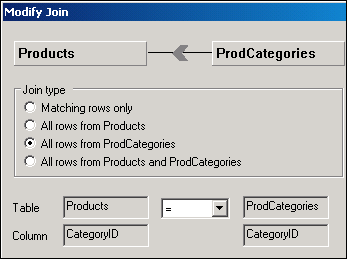 Modify Join
Products ProdCategories
Join type
Matching rows only
All rows from Products
All rows from ProdCategories
All rows from Products and ProdCategories
Table Products = ProdCategories
Column CategoryID CategoryID